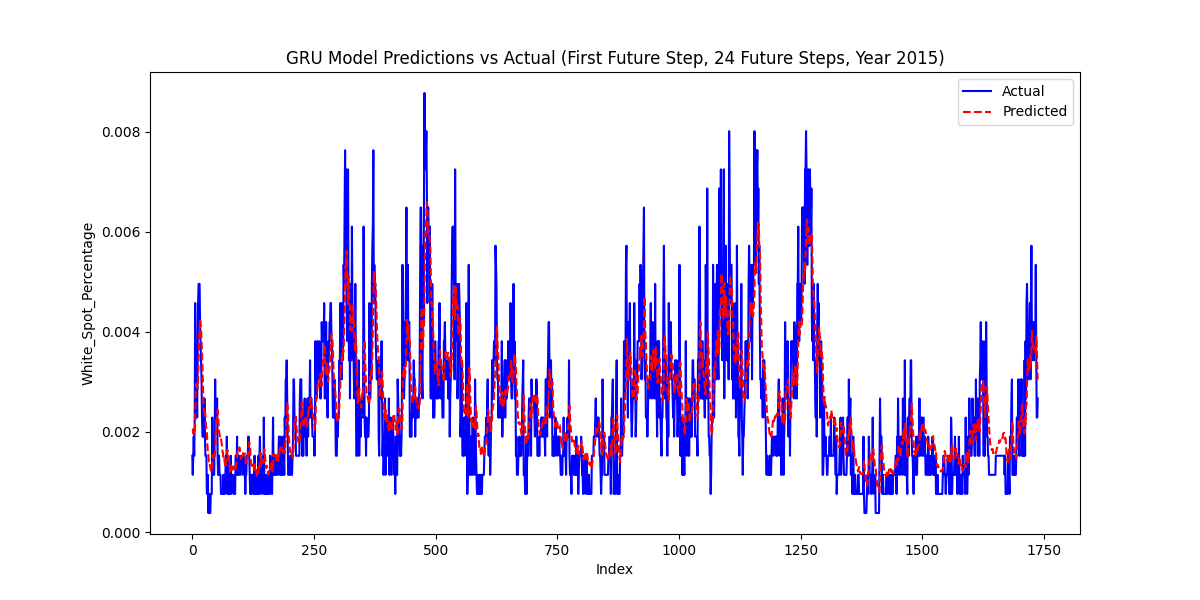 GRU Model Predictions vs Actual (First Future Step, 24 Future Steps, Year 2015)
Actual
Predicted
White_Spot_Percentage
0.008
0.006
0.004
0.002
0.000
0
250
500
750
1000
1250
1500
1750
Index